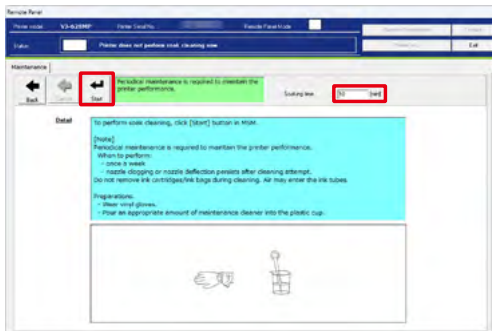 Remote Panel
Printer model VJ-628MP Printer Serial No. Remote Panel Mode
Status Printer does not perform soak cleaning now Exit
Maintenance
Back Start
Periodical maintenance is required to maintain the
printer performance.
Soaking time 10 [min]
Detail
To perform soak cleaning, click [Start] button in MSM.
[Note]
Periodical maintenance is required to maintain the printer performance.
When to perform:
- once a week
- nozzle clogging or nozzle deflection persists after cleaning attempt.
Do not remove ink cartridges/ink bags during cleaning. Air may enter the ink tubes.
Preparations:
- Wear vinyl gloves.
- Pour an appropriate amount of maintenance cleaner into the plastic cup.